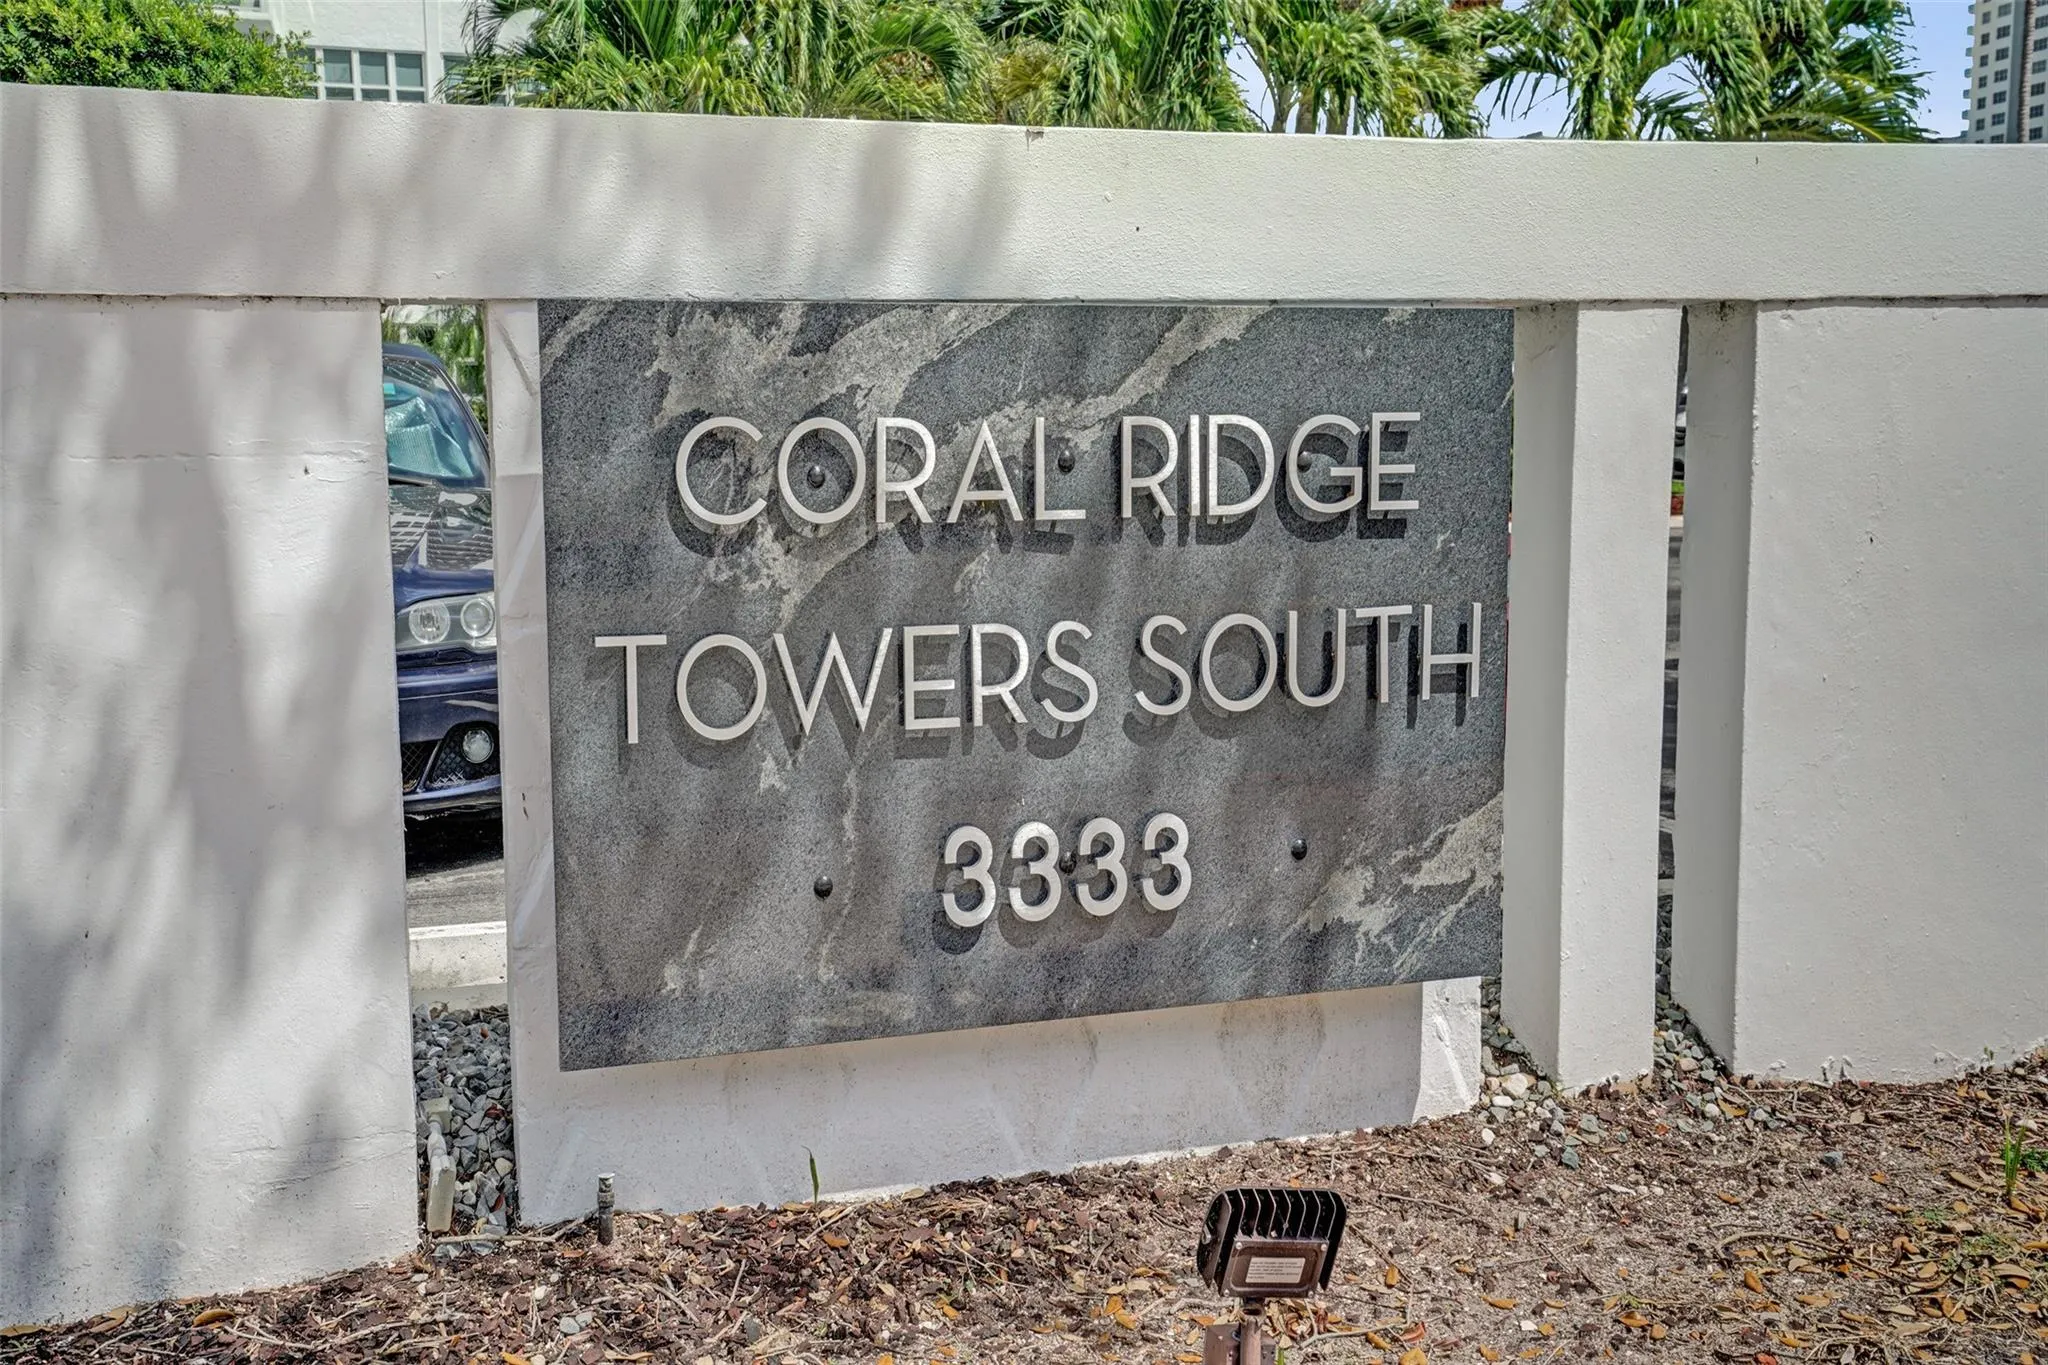 CORAL RIDGE
TOWERS SOUTH
3333